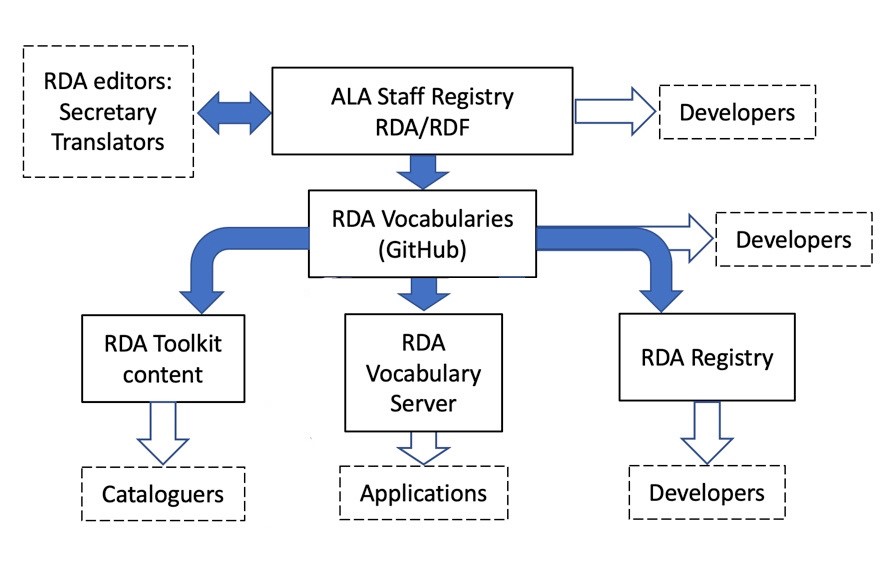 RDA editors:
Secretary
Translators
ALA Staff Registry
RDA/RDF
Developers
RDA Vocabularies
(GitHub)
Developers
RDA Toolkit
content
RDA
Vocabulary
Server
RDA Registry
Cataloguers
Applications
Developers